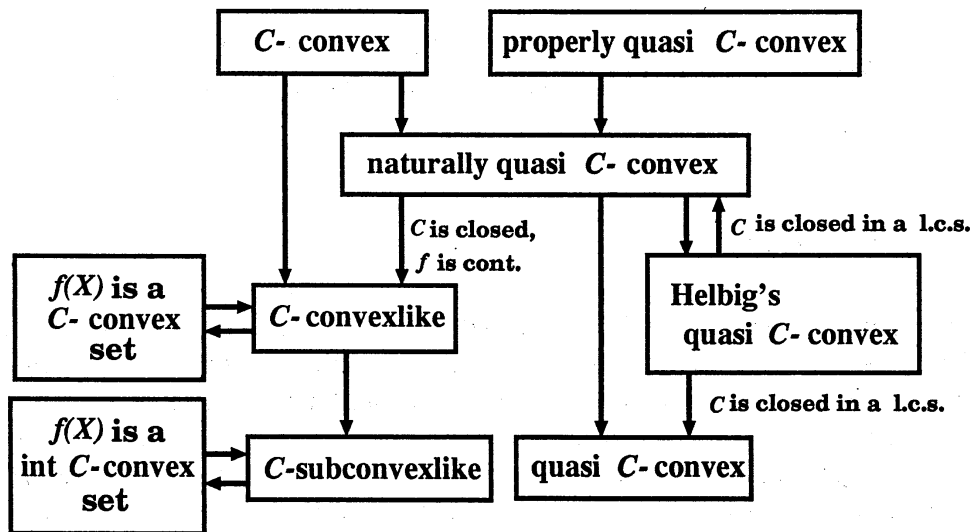 C- convex
properly quasi C- convex
naturally quasi C- convex
C is closed,
f is cont.
C is closed in a l.c.s.
f(X) is a
C- convex
set
C- convexlike
Helbig's
quasi C- convex
C is closed in a l.c.s.
f(X) is a
int C-convex
set
C-subconvexlike
quasi C- convex